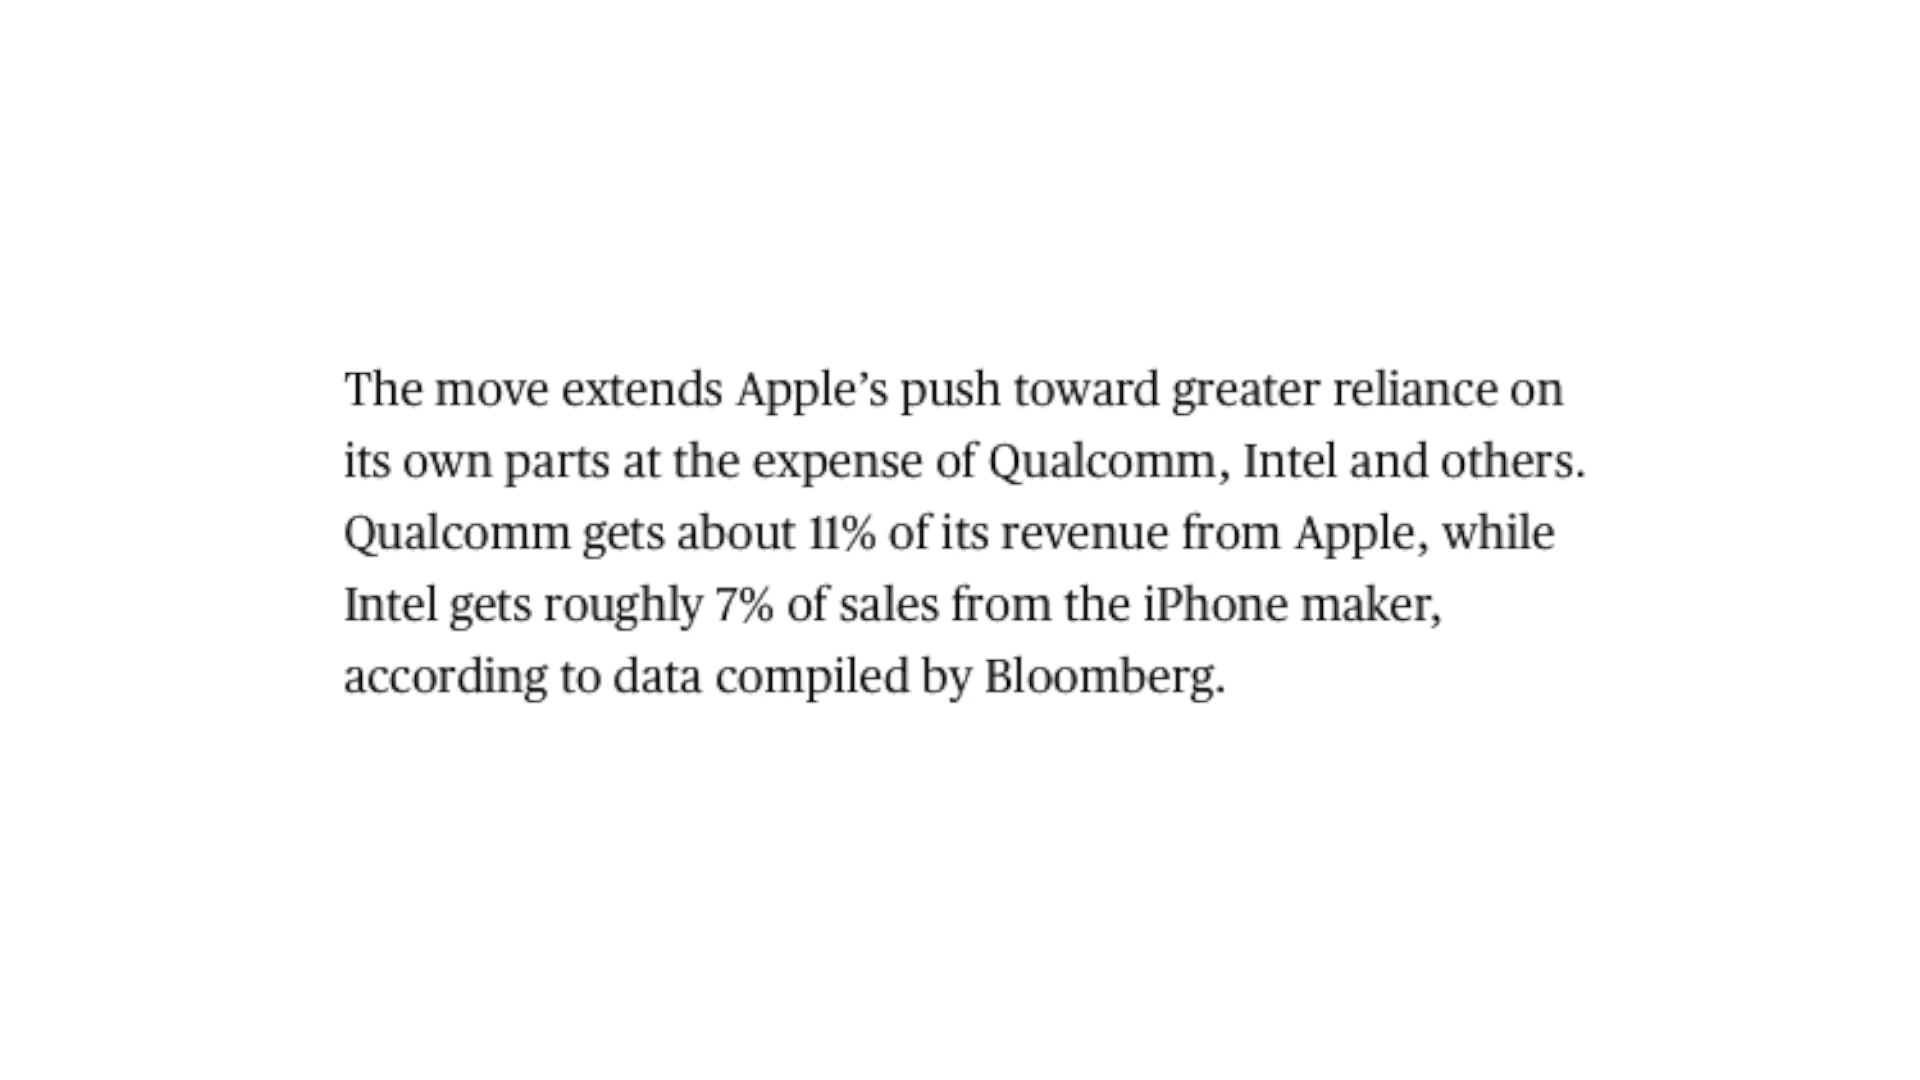 The move extends Apple’s push toward greater reliance on
its own parts at the expense of Qualcomm, Intel and others.
Qualcomm gets about 11% of its revenue from Apple, while
Intel gets roughly 7% of sales from the iPhone maker,
according to data compiled by Bloomberg.